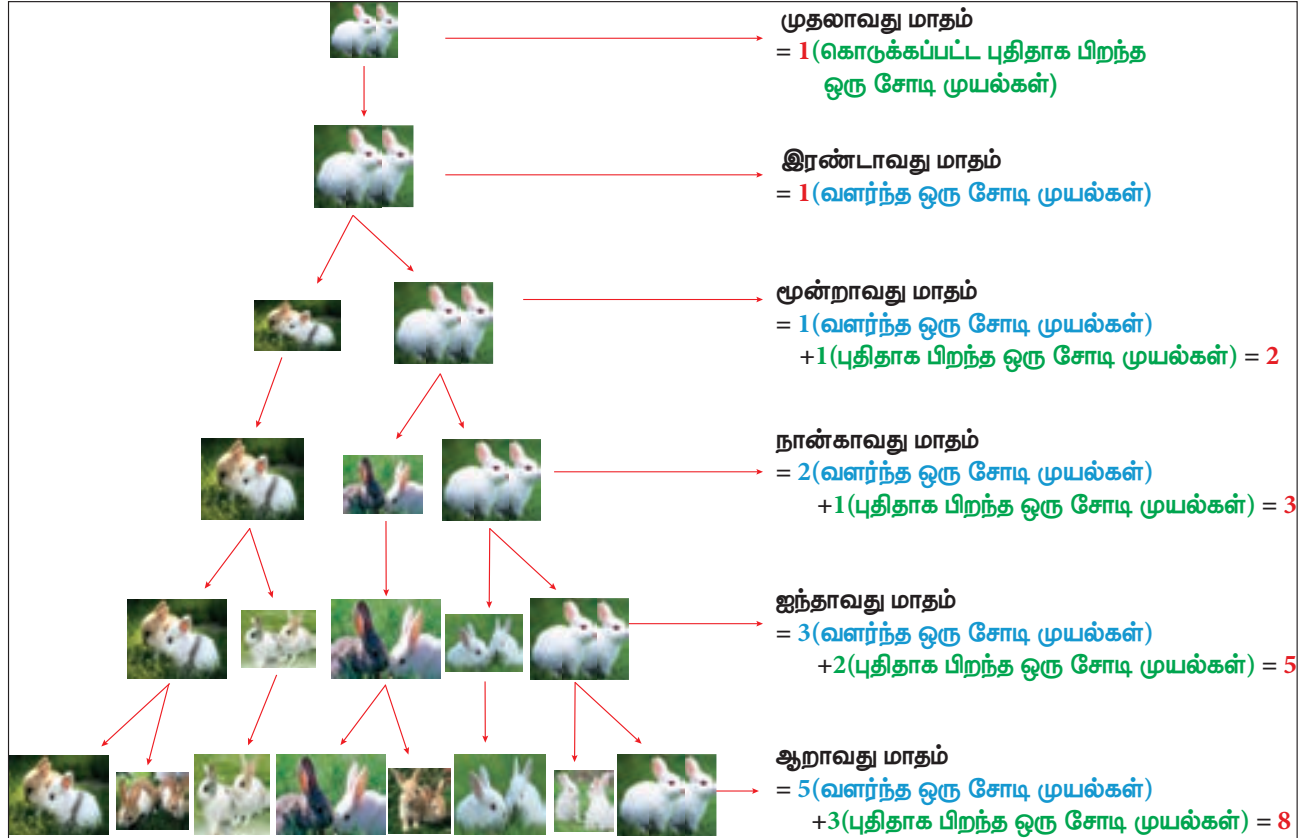 முதலாவது மாதம்
= 1(கொடுக்கப்பட்ட புதிதாக பிறந்த
ஒரு சோடி முயல்கள்)
இரண்டாவது மாதம்
= 1(வளர்ந்த ஒரு சோடி முயல்கள்)
மூன்றாவது மாதம்
= 1(வளர்ந்த ஒரு சோடி முயல்கள்)
+1(புதிதாக பிறந்த ஒரு சோடி முயல்கள்) = 2
நான்காவது மாதம்
= 2(வளர்ந்த ஒரு சோடி முயல்கள்)
+1(புதிதாக பிறந்த ஒரு சோடி முயல்கள்) = 3
ஐந்தாவது மாதம்
= 3(வளர்ந்த ஒரு சோடி முயல்கள்)
+2(புதிதாக பிறந்த ஒரு சோடி முயல்கள்) = 5
ஆறாவது மாதம்
= 5(வளர்ந்த ஒரு சோடி முயல்கள்)
+3(புதிதாக பிறந்த ஒரு சோடி முயல்கள்) = 8